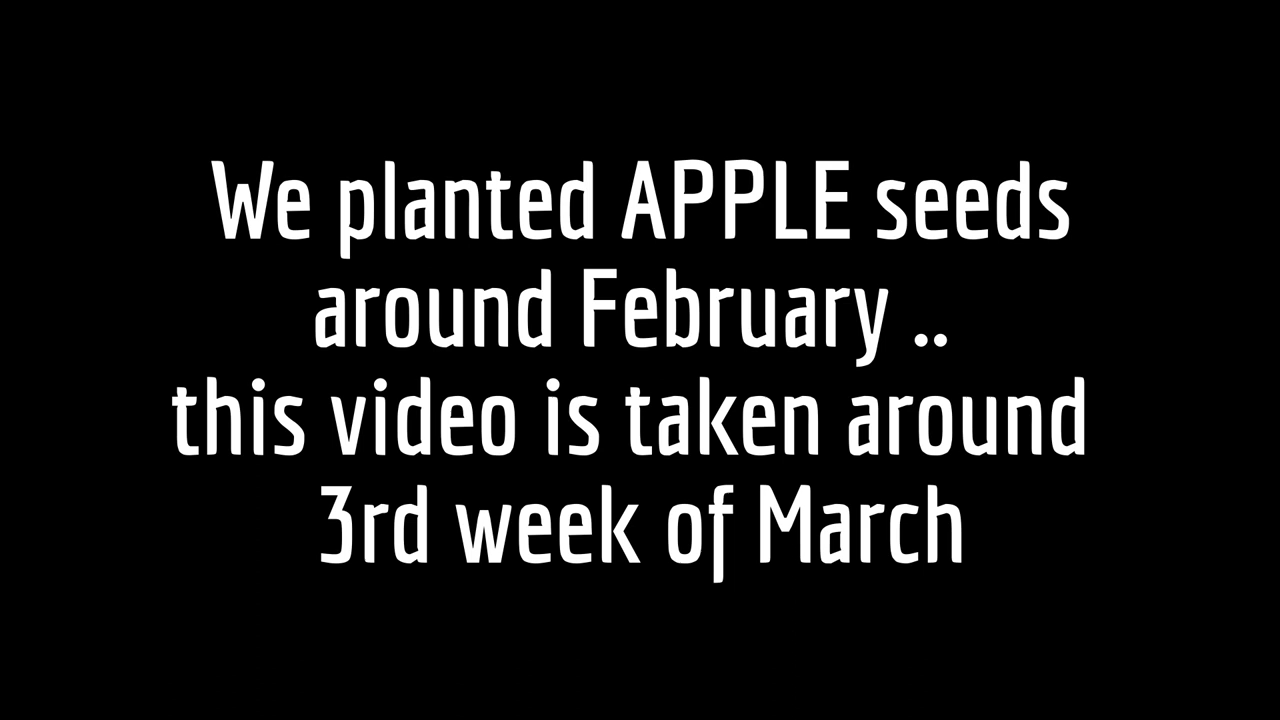 We planted APPLE seeds
around February ..
this video is taken around
3rd week of March